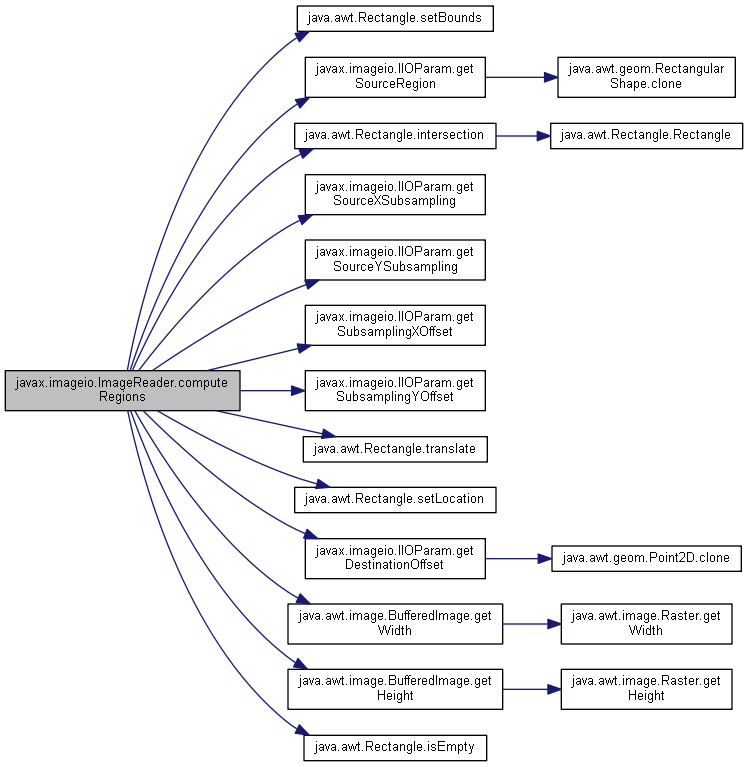 java.awt.Rectangle.setBounds
javax.imageio.IIOParam.get
SourceRegion
java.awt.geom.Rectangular
Shape.clone
java.awt.Rectangle.intersection
java.awt.Rectangle.Rectangle
javax.imageio.IIOParam.get
SourceXSubsampling
javax.imageio.IIOParam.get
SourceYSubsampling
javax.imageio.IIOParam.get
SubsamplingXOffset
javax.imageio.ImageReader.compute
Regions
javax.imageio.IIOParam.get
SubsamplingYOffset
java.awt.Rectangle.translate
java.awt.Rectangle.setLocation
javax.imageio.IIOParam.get
DestinationOffset
java.awt.geom.Point2D.clone
java.awt.image.BufferedImage.get
Width
java.awt.image.Raster.get
Width
java.awt.image.BufferedImage.get
Height
java.awt.image.Raster.get
Height
java.awt.Rectangle.isEmpty